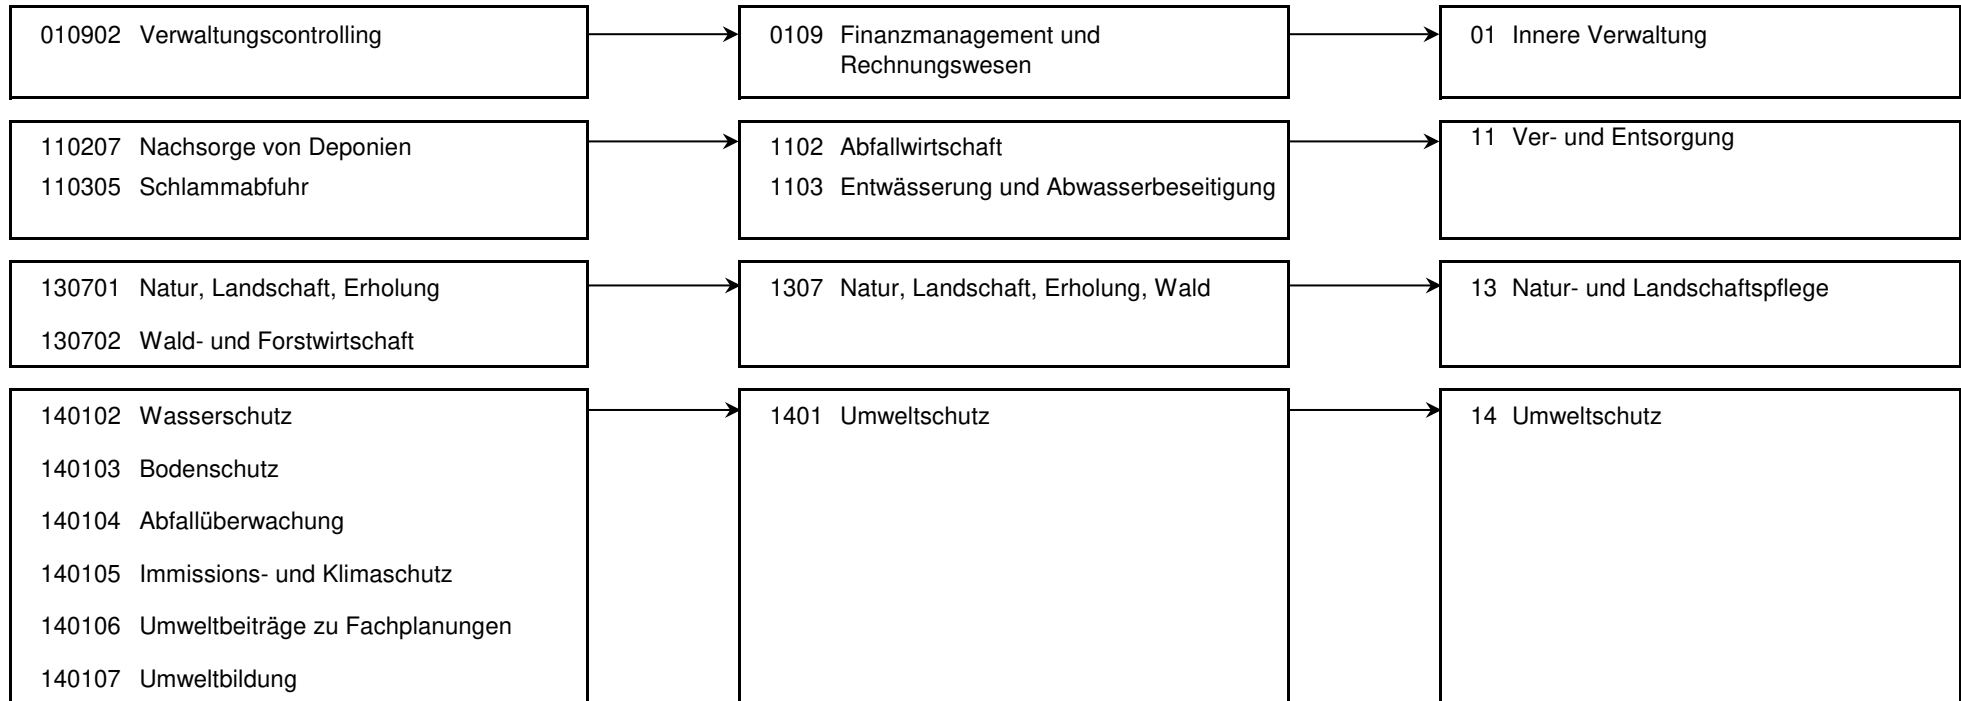 010902 Verwaltungscontrolling 0109 Finanzmanagement und 01 Innere Verwaltung
Rechnungswesen
110207 Nachsorge von Deponien 1102 Abfallwirtschaft 11 Ver- und Entsorgung
110305 Schlammabfuhr 1103 Entwässerung und Abwasserbeseitigung
130701 Natur, Landschaft, Erholung 1307 Natur, Landschaft, Erholung, Wald 13 Natur- und Landschaftspflege
130702 Wald- und Forstwirtschaft
140102 Wasserschutz 1401 Umweltschutz 14 Umweltschutz
140103 Bodenschutz
140104 Abfallüberwachung
140105 Immissions- und Klimaschutz
140106 Umweltbeiträge zu Fachplanungen
140107 Umweltbildung